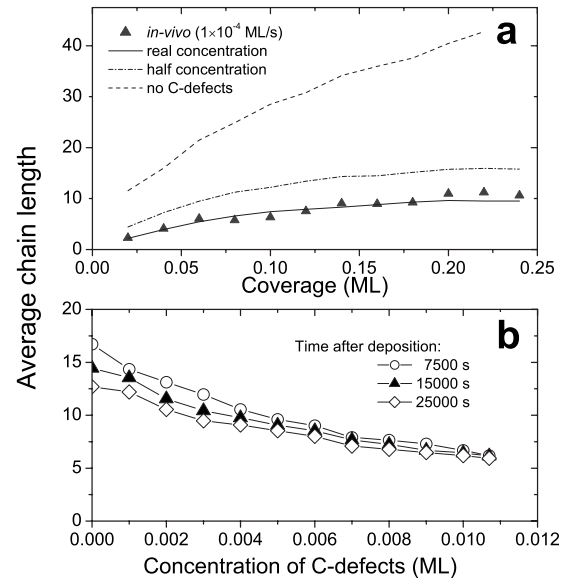 40
30
20
10
0
a
in-vivo (1×10⁻⁴ ML/s)
real concentration
half concentration
no C-defects
0.00 0.05 0.10 0.15 0.20 0.25
Coverage (ML)
Average chain length
20
15
10
5
0
b
Time after deposition:
7500 s
15000 s
25000 s
0.000 0.002 0.004 0.006 0.008 0.010 0.012
Concentration of C-defects (ML)